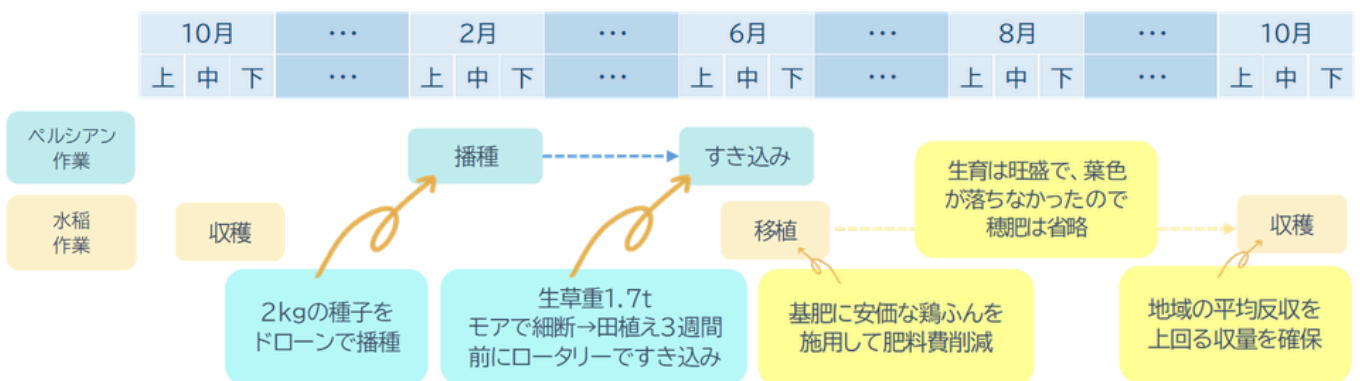 10月 … 2月 … 6月 … 8月 … 10月
上 中 下 … 上 中 下 … 上 中 下 … 上 中 下 … 上 中 下
ペルシアン
作業
播種
すき込み
生育は旺盛で、葉色
が落ちなかったので
穂肥は省略
水稲
作業
収穫
移植
収穫
2kgの種子を
ドローンで播種
生草重1.7t
モアで細断→田植え3週間
前にロータリーですき込み
基肥に安価な鶏ふんを
施用して肥料費削減
地域の平均反収を
上回る収量を確保